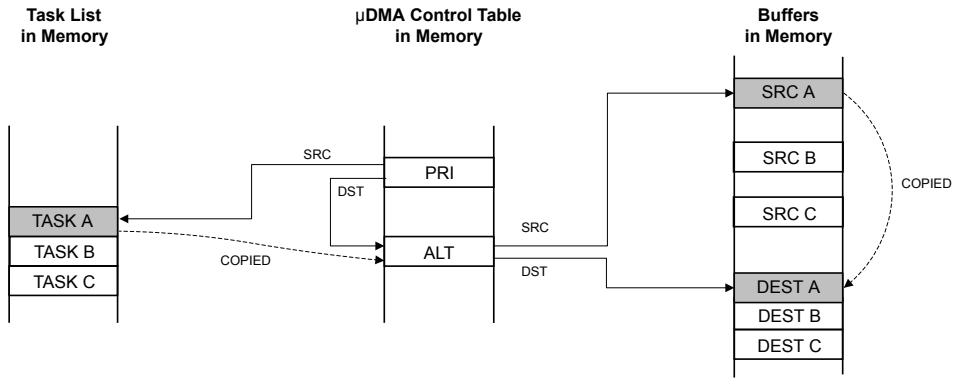 Task List
in Memory
µDMA Control Table
in Memory
Buffers
in Memory
SRC A
SRC
PRI
SRC B
DST
COPIED
TASK A
SRC C
SRC
TASK B
COPIED
ALT
DST
TASK C
DEST A
DEST B
DEST C